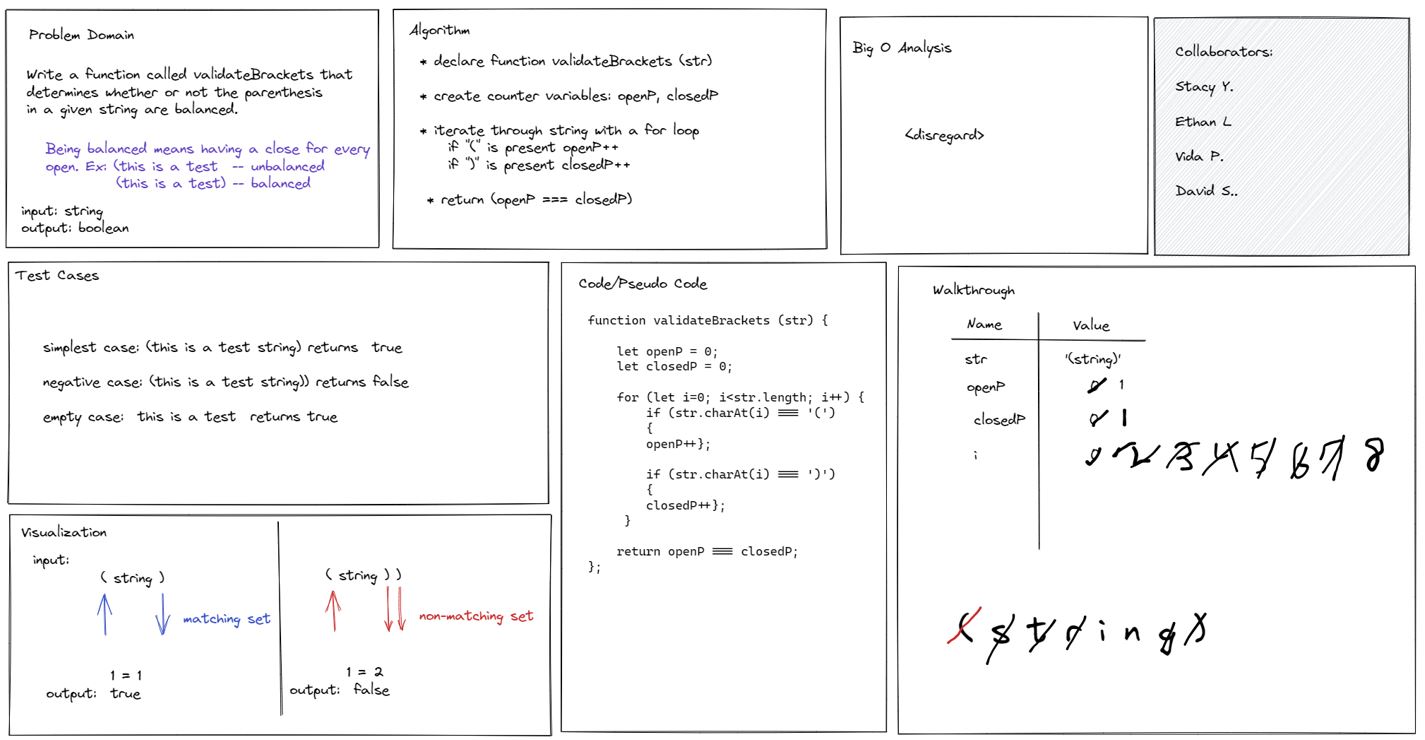 Problem Domain
Write a function called validateBrackets that
determines whether or not the parenthesis
in a given string are balanced.
Being balanced means having a close for every
open. Ex: (this is a test -- unbalanced
(this is a test) -- balanced
input: string
output: boolean
Algorithm
* declare function validateBrackets (str)
* create counter variables: openP, closedP
* iterate through string with a for loop
if "(" is present openP++
if ")" is present closedP++
* return (openP === closedP)
Big O Analysis
<disregard>
Collaborators:
Stacy Y.
Ethan L
Vida P.
David S..
Test Cases
simplest case: (this is a test string) returns true
negative case: (this is a test string)) returns false
empty case: this is a test returns true
Visualization
input:
( string )
matching set
1 = 1
output: true
( string ) )
non-matching set
1 = 2
output: false
Code/Pseudo Code
function validateBrackets (str) {
let openP = 0;
let closedP = 0;
for (let i=0; i<str.length; i++) {
if (str.charAt(i) === '(')
{
openP++};
if (str.charAt(i) === ')')
{
closedP++};
}
return openP === closedP;
};
Walkthrough
Name Value
str '(string)'
openP 0 1
closedP 0 1
i 0 1 2 3 4 5 6 7 8
( s t r i n g )